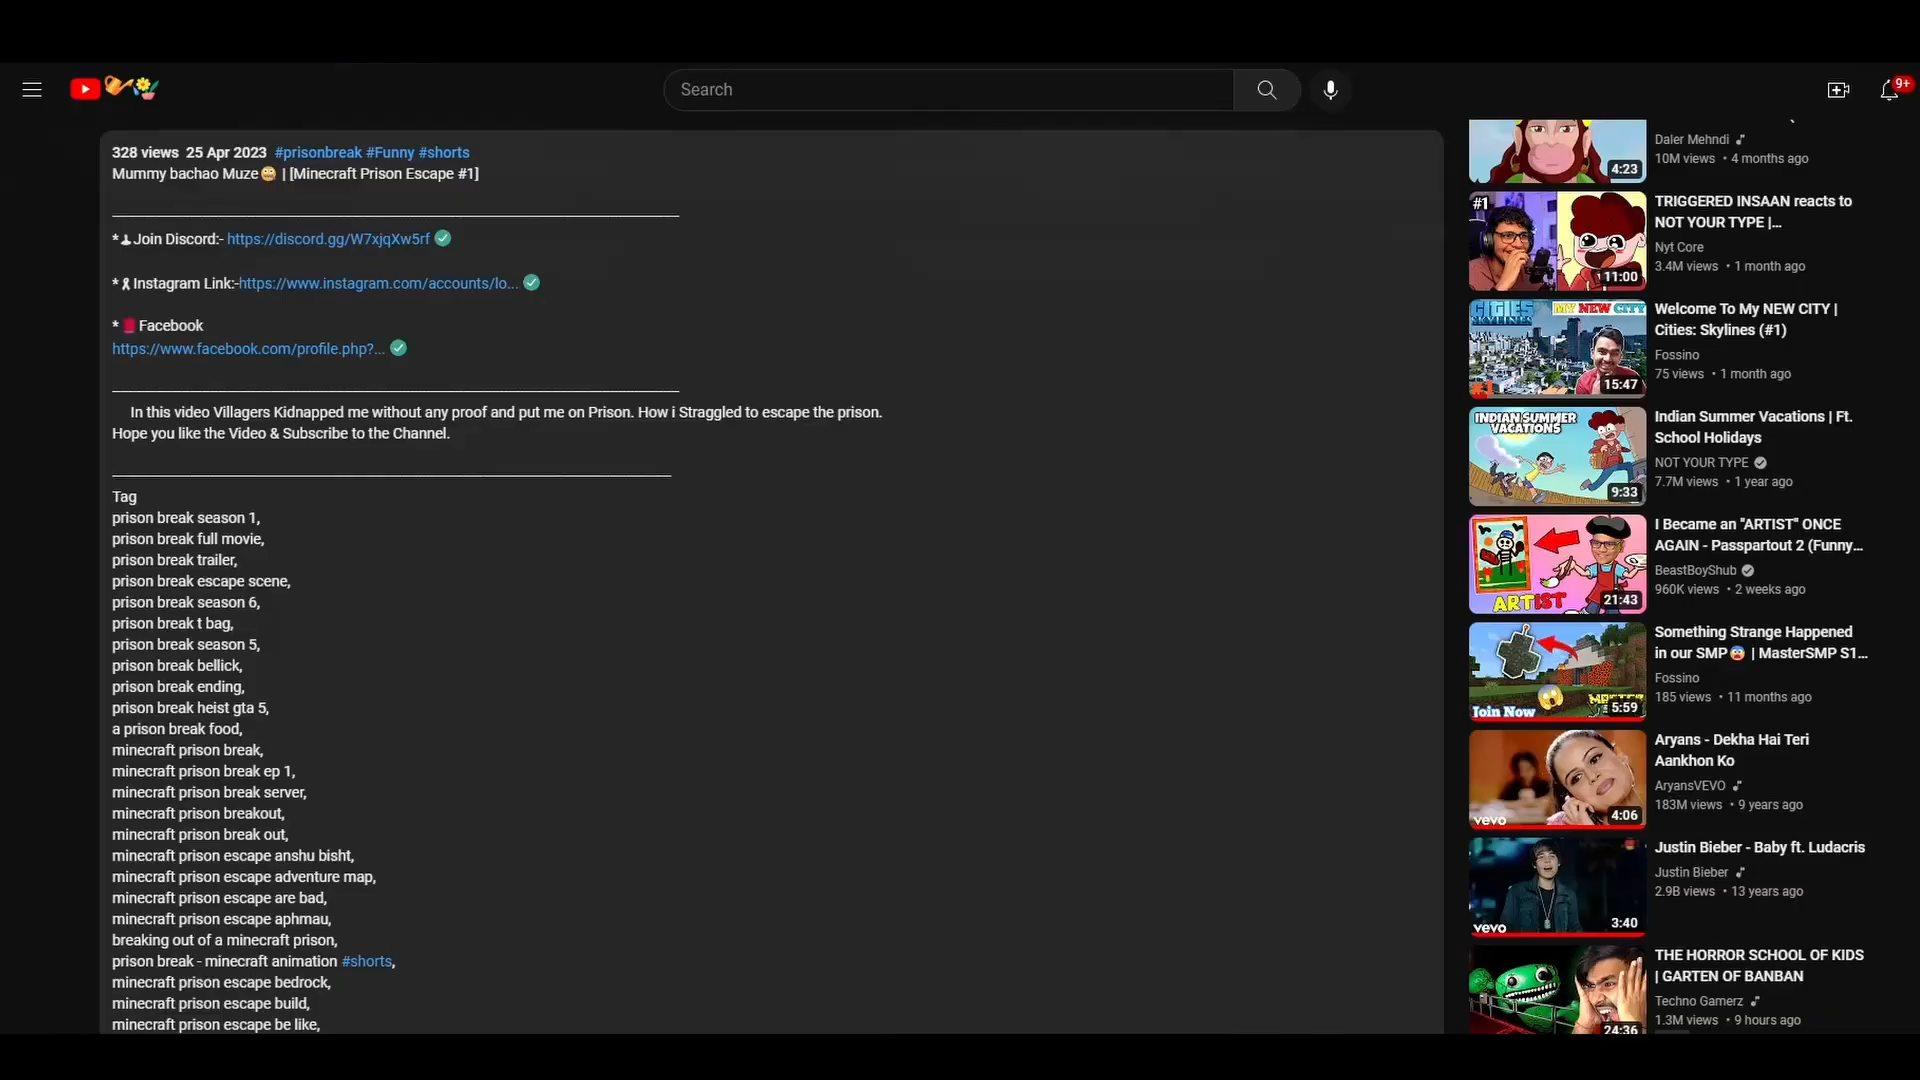 Search
9+
328 views 25 Apr 2023 #prisonbreak #Funny #shorts
Mummy bachao Muze😬 | [Minecraft Prison Escape #1]
*Join Discord:- https://discord.gg/W7xjqXw5rf
*Instagram Link:-https://www.instagram.com/accounts/lo...
*Facebook
https://www.facebook.com/profile.php?...
In this video Villagers Kidnapped me without any proof and put me on Prison. How i Straggled to escape the prison.
Hope you like the Video & Subscribe to the Channel.
Tag
prison break season 1,
prison break full movie,
prison break trailer,
prison break escape scene,
prison break season 6,
prison break t bag,
prison break season 5,
prison break bellick,
prison break ending,
prison break heist gta 5,
a prison break food,
minecraft prison break,
minecraft prison break ep 1,
minecraft prison break server,
minecraft prison breakout,
minecraft prison break out,
minecraft prison escape anshu bisht,
minecraft prison escape adventure map,
minecraft prison escape are bad,
minecraft prison escape aphmau,
breaking out of a minecraft prison,
prison break - minecraft animation #shorts,
minecraft prison escape bedrock,
minecraft prison escape build,
minecraft prison escape be like,
4:23
Daler Mehndi
10M views • 4 months ago
#1
11:00
TRIGGERED INSAAN reacts to
NOT YOUR TYPE |...
Nyt Core
3.4M views • 1 month ago
CITIES
SKYLINES
MY NEW CITY
#1
15:47
Welcome To My NEW CITY |
Cities: Skylines (#1)
Fossino
75 views • 1 month ago
INDIAN SUMMER
VACATIONS
9:33
Indian Summer Vacations | Ft.
School Holidays
NOT YOUR TYPE
7.7M views • 1 year ago
ARTIST
21:43
I Became an "ARTIST" ONCE
AGAIN - Passpartout 2 (Funny...
BeastBoyShub
960K views • 2 weeks ago
Join Now
5:59
Something Strange Happened
in our SMP😨 | MasterSMP S1...
Fossino
185 views • 11 months ago
vevo
4:06
Aryans - Dekha Hai Teri
Aankhon Ko
AryansVEVO
183M views • 9 years ago
vevo
3:40
Justin Bieber - Baby ft. Ludacris
Justin Bieber
2.9B views • 13 years ago
24:36
THE HORROR SCHOOL OF KIDS
| GARTEN OF BANBAN
Techno Gamerz
1.3M views • 9 hours ago